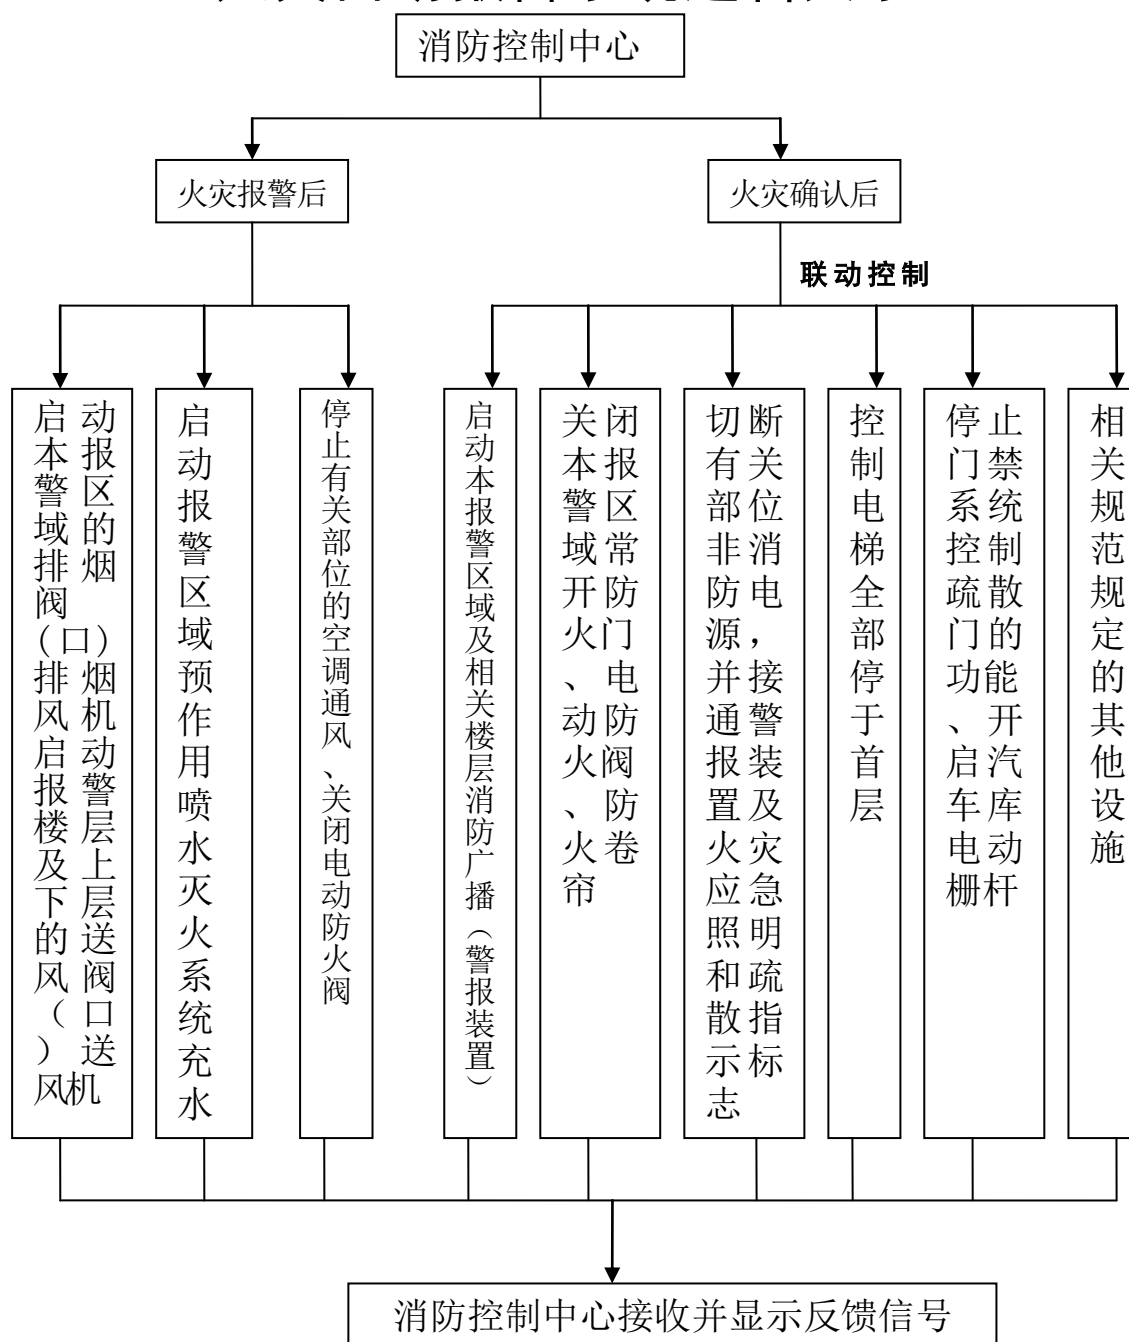 消防控制中心
火灾报警后
火灾确认后
联动控制
启动本报警区域的排烟阀(口)排烟风机启动报警楼层及上下层的送风阀（口）送风机
启动报警区域预作用喷水灭火系统充水
停止有关部位的空调通风、关闭电动防火阀
启动本报警区域及相关楼层消防广播（警报装置）
关闭本报警区域常开防火门、电动防火阀、防火卷帘
切断有关部位非消防电源，并接通警报装置及火灾应急照明和疏散指示标志
控制电梯全部停于首层
停止门禁系统控制疏散门的功能、开启汽车库电动栅杆
相关规范规定的其他设施
消防控制中心接收并显示反馈信号